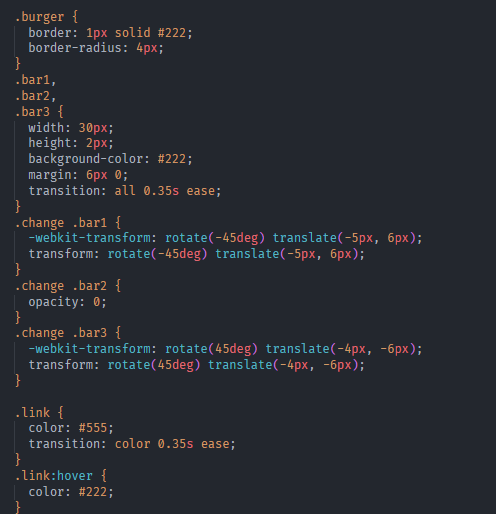 .burger {
  border: 1px solid #222;
  border-radius: 4px;
}
.bar1,
.bar2,
.bar3 {
  width: 30px;
  height: 2px;
  background-color: #222;
  margin: 6px 0;
  transition: all 0.35s ease;
}
.change .bar1 {
  -webkit-transform: rotate(-45deg) translate(-5px, 6px);
  transform: rotate(-45deg) translate(-5px, 6px);
}
.change .bar2 {
  opacity: 0;
}
.change .bar3 {
  -webkit-transform: rotate(45deg) translate(-4px, -6px);
  transform: rotate(45deg) translate(-4px, -6px);
}

.link {
  color: #555;
  transition: color 0.35s ease;
}
.link:hover {
  color: #222;
}